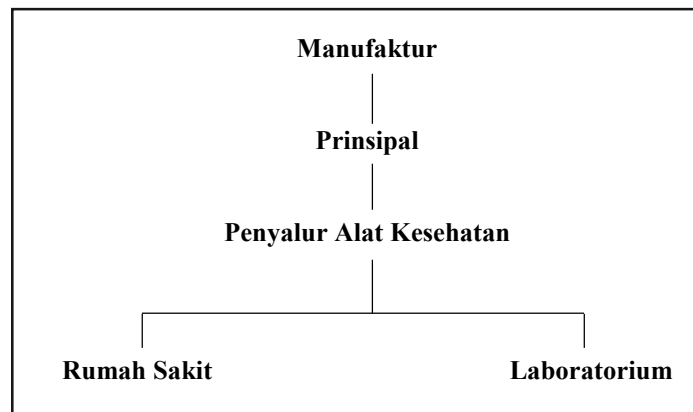 Manufaktur
Prinsipal
Penyalur Alat Kesehatan
Rumah Sakit
Laboratorium